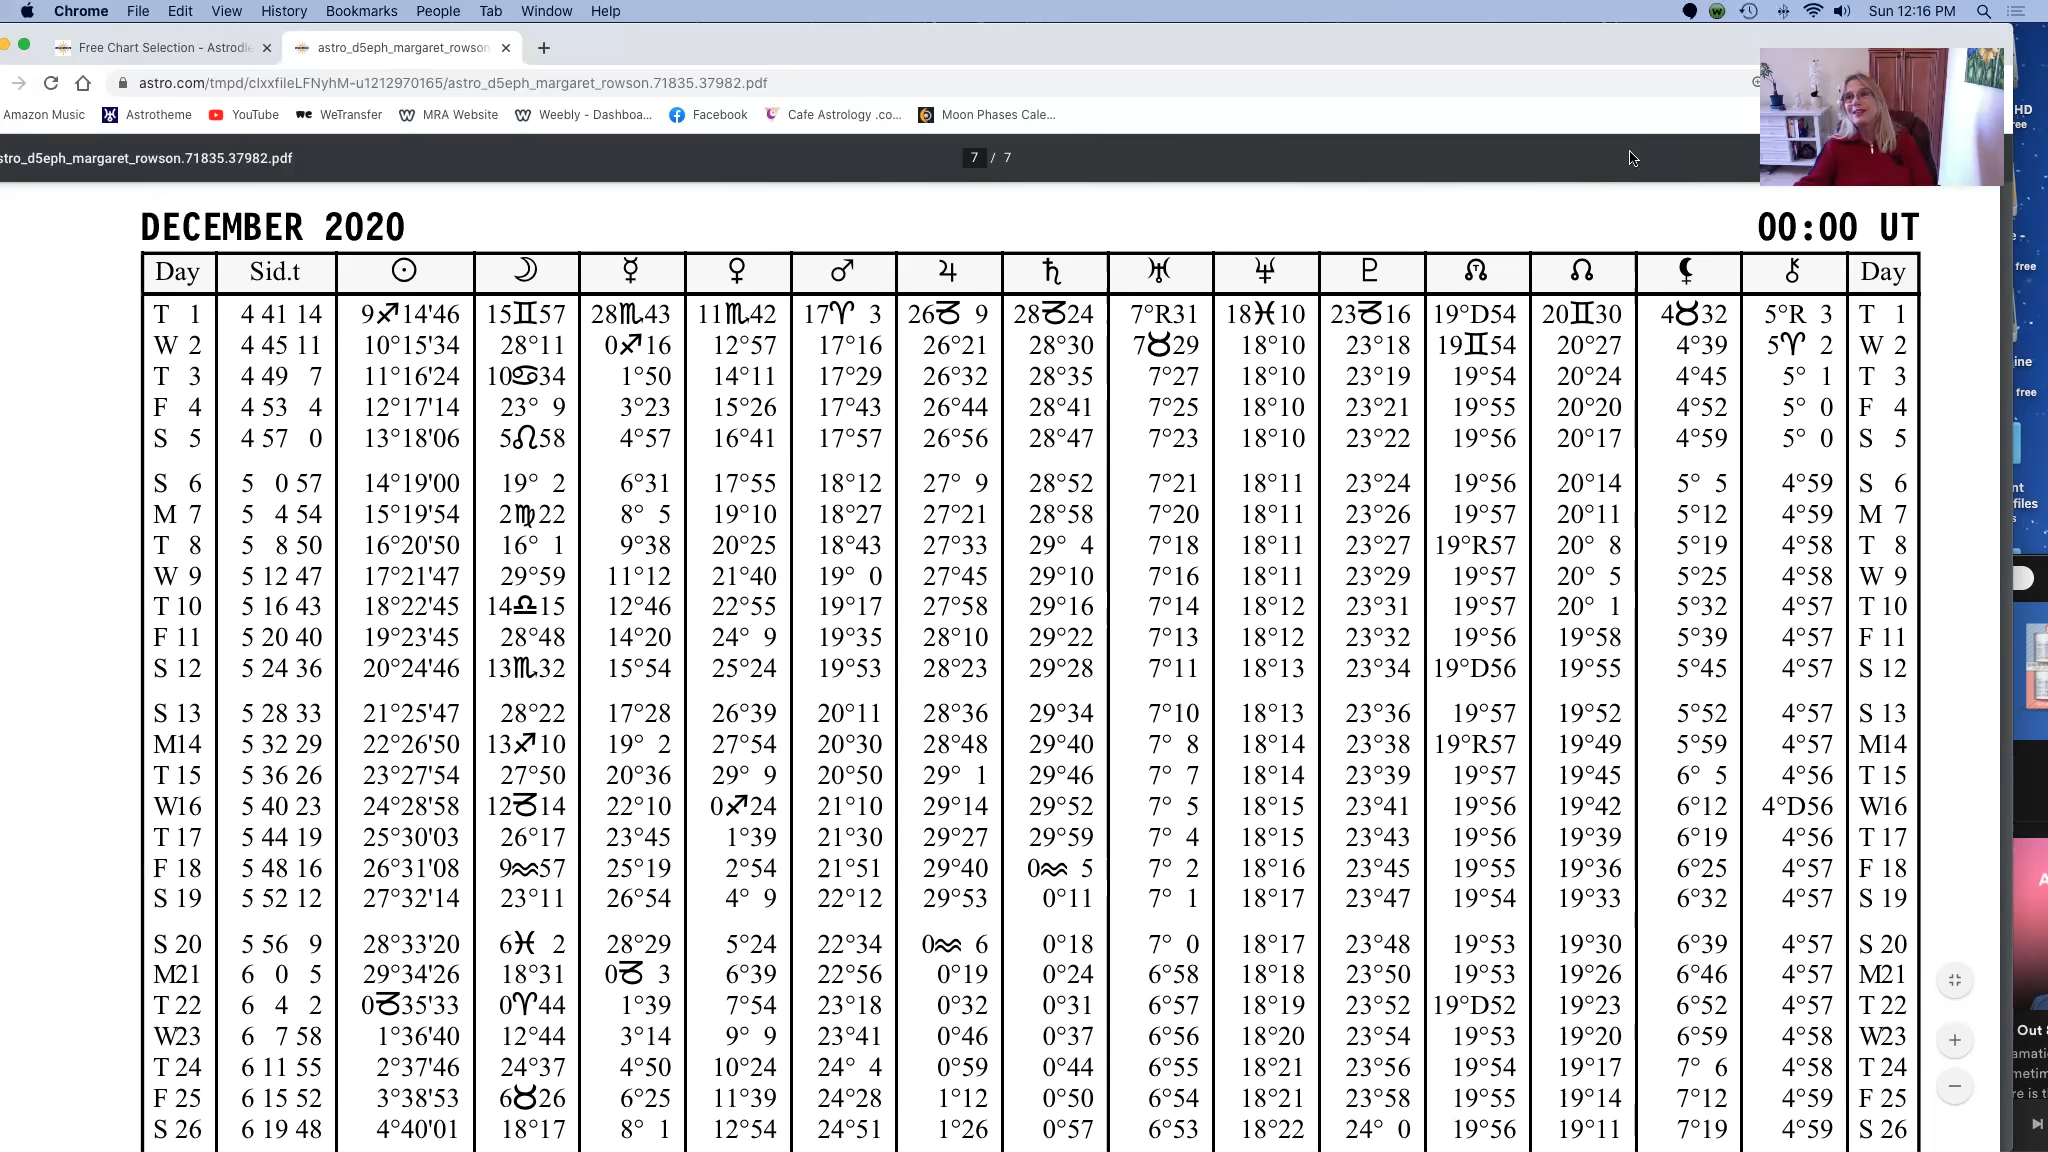 Chrome File Edit View History Bookmarks People Tab Window Help Sun 12:16 PM
Free Chart Selection - Astrodie astro_d5eph_margaret_rowson
astro.com/tmpd/clxxfileLFNyhM-u1212970165/astro_d5eph_margaret_rowson.71835.37982.pdf
Amazon Music Astrotheme YouTube WeTransfer MRA Website Weebly - Dashboa... Facebook Cafe Astrology .co... Moon Phases Cale...
stro_d5eph_margaret_rowson.71835.37982.pdf 7 / 7
DECEMBER 2020 00:00 UT
Day Sid.t ☉ ☽ ☿ ♀ ♂ ♃ ♄ ♅ ♆ ♇ ☊ ☊ ⚸ ⚷ Day
T 1 4 41 14 9♐14'46 15♊57 28♏43 11♏42 17♈ 3 26♑ 9 28♑24 7°R31 18♓10 23♑16 19°D54 20♊30 4♉32 5°R 3 T 1
W 2 4 45 11 10°15'34 28°11 0♐16 12°57 17°16 26°21 28°30 7♉29 18°10 23°18 19♊54 20°27 4°39 5♈ 2 W 2
T 3 4 49 7 11°16'24 10♋34 1°50 14°11 17°29 26°32 28°35 7°27 18°10 23°19 19°54 20°24 4°45 5° 1 T 3
F 4 4 53 4 12°17'14 23° 9 3°23 15°26 17°43 26°44 28°41 7°25 18°10 23°21 19°55 20°20 4°52 5° 0 F 4
S 5 4 57 0 13°18'06 5♌58 4°57 16°41 17°57 26°56 28°47 7°23 18°10 23°22 19°56 20°17 4°59 5° 0 S 5
S 6 5 0 57 14°19'00 19° 2 6°31 17°55 18°12 27° 9 28°52 7°21 18°11 23°24 19°56 20°14 5° 5 4°59 S 6
M 7 5 4 54 15°19'54 2♍22 8° 5 19°10 18°27 27°21 28°58 7°20 18°11 23°26 19°57 20°11 5°12 4°59 M 7
T 8 5 8 50 16°20'50 16° 1 9°38 20°25 18°43 27°33 29° 4 7°18 18°11 23°27 19°R57 20° 8 5°19 4°58 T 8
W 9 5 12 47 17°21'47 29°59 11°12 21°40 19° 0 27°45 29°10 7°16 18°11 23°29 19°57 20° 5 5°25 4°58 W 9
T 10 5 16 43 18°22'45 14♎15 12°46 22°55 19°17 27°58 29°16 7°14 18°12 23°31 19°57 20° 1 5°32 4°57 T 10
F 11 5 20 40 19°23'45 28°48 14°20 24° 9 19°35 28°10 29°22 7°13 18°12 23°32 19°56 19°58 5°39 4°57 F 11
S 12 5 24 36 20°24'46 13♏32 15°54 25°24 19°53 28°23 29°28 7°11 18°13 23°34 19°D56 19°55 5°45 4°57 S 12
S 13 5 28 33 21°25'47 28°22 17°28 26°39 20°11 28°36 29°34 7°10 18°13 23°36 19°57 19°52 5°52 4°57 S 13
M14 5 32 29 22°26'50 13♐10 19° 2 27°54 20°30 28°48 29°40 7° 8 18°14 23°38 19°R57 19°49 5°59 4°57 M14
T 15 5 36 26 23°27'54 27°50 20°36 29° 9 20°50 29° 1 29°46 7° 7 18°14 23°39 19°57 19°45 6° 5 4°56 T 15
W16 5 40 23 24°28'58 12♑14 22°10 0♐24 21°10 29°14 29°52 7° 5 18°15 23°41 19°56 19°42 6°12 4°D56 W16
T 17 5 44 19 25°30'03 26°17 23°45 1°39 21°30 29°27 29°59 7° 4 18°15 23°43 19°56 19°39 6°19 4°56 T 17
F 18 5 48 16 26°31'08 9♒57 25°19 2°54 21°51 29°40 0♒ 5 7° 2 18°16 23°45 19°55 19°36 6°25 4°57 F 18
S 19 5 52 12 27°32'14 23°11 26°54 4° 9 22°12 29°53 0°11 7° 1 18°17 23°47 19°54 19°33 6°32 4°57 S 19
S 20 5 56 9 28°33'20 6♓ 2 28°29 5°24 22°34 0♒ 6 0°18 7° 0 18°17 23°48 19°53 19°30 6°39 4°57 S 20
M21 6 0 5 29°34'26 18°31 0♑ 3 6°39 22°56 0°19 0°24 6°58 18°18 23°50 19°53 19°26 6°46 4°57 M21
T 22 6 4 2 0♑35'33 0♈44 1°39 7°54 23°18 0°32 0°31 6°57 18°19 23°52 19°D52 19°23 6°52 4°57 T 22
W23 6 7 58 1°36'40 12°44 3°14 9° 9 23°41 0°46 0°37 6°56 18°20 23°54 19°53 19°20 6°59 4°58 W23
T 24 6 11 55 2°37'46 24°37 4°50 10°24 24° 4 0°59 0°44 6°55 18°21 23°56 19°54 19°17 7° 6 4°58 T 24
F 25 6 15 52 3°38'53 6♉26 6°25 11°39 24°28 1°12 0°50 6°54 18°21 23°58 19°55 19°14 7°12 4°59 F 25
S 26 6 19 48 4°40'01 18°17 8° 1 12°54 24°51 1°26 0°57 6°53 18°22 24° 0 19°56 19°11 7°19 4°59 S 26
HD
free
files
Out